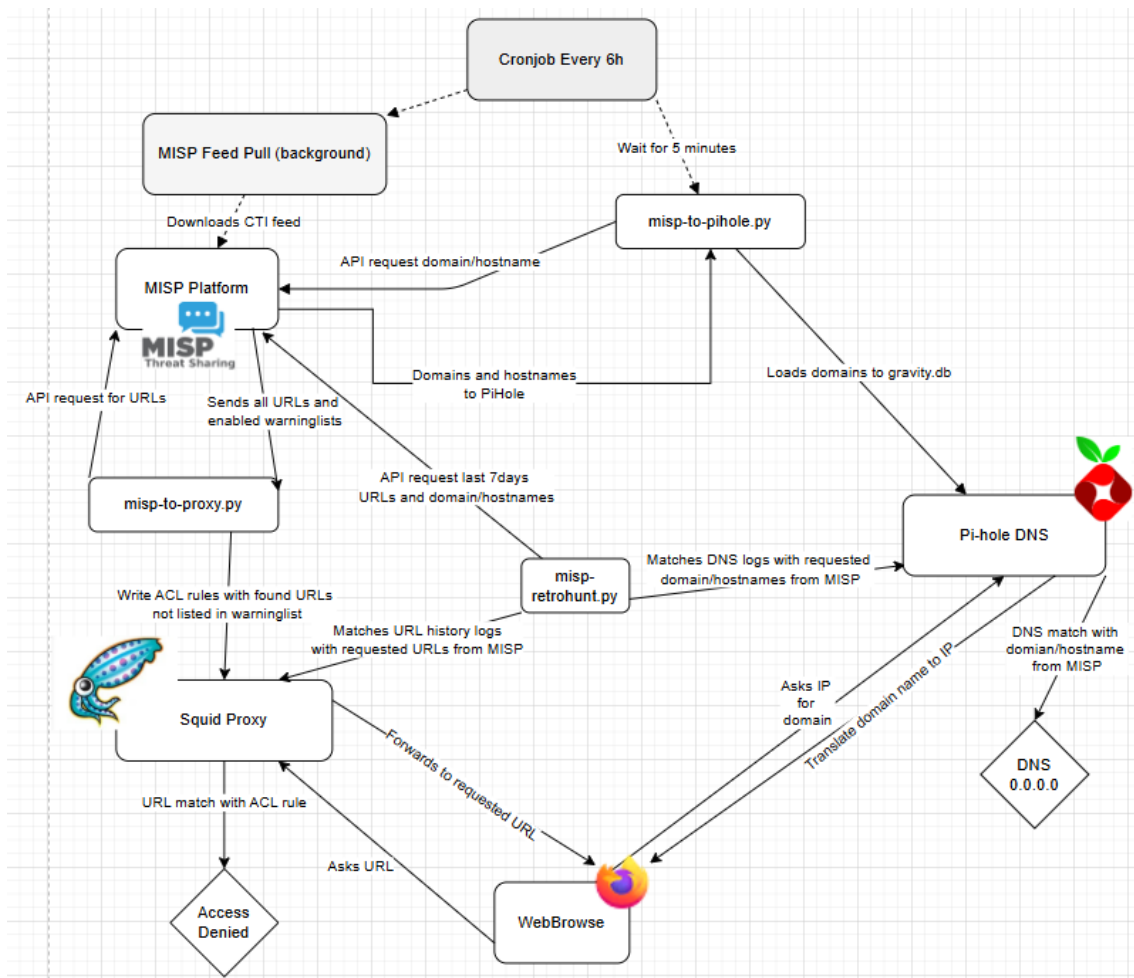 Cronjob Every 6h
MISP Feed Pull (background)
Wait for 5 minutes
Downloads CTI feed
misp-to-pihole.py
API request domain/hostname
MISP Platform
MISP
Threat Sharing
Domains and hostnames
to PiHole
Loads domains to gravity.db
API request for URLs
Sends all URLs and
enabled warninglists
API request last 7days
URLs and domain/hostnames
misp-to-proxy.py
Pi-hole DNS
misp-
retrohunt.py
Matches DNS logs with requested
domain/hostnames from MISP
Write ACL rules with found URLs
not listed in warninglist
Matches URL history logs
with requested URLs from MISP
DNS match with
domian/hostname
from MISP
Asks IP
for
domain
Translate domain name to IP
Squid Proxy
Forwards to requested URL
DNS
0.0.0.0
URL match with ACL rule
Asks URL
Access
Denied
WebBrowse